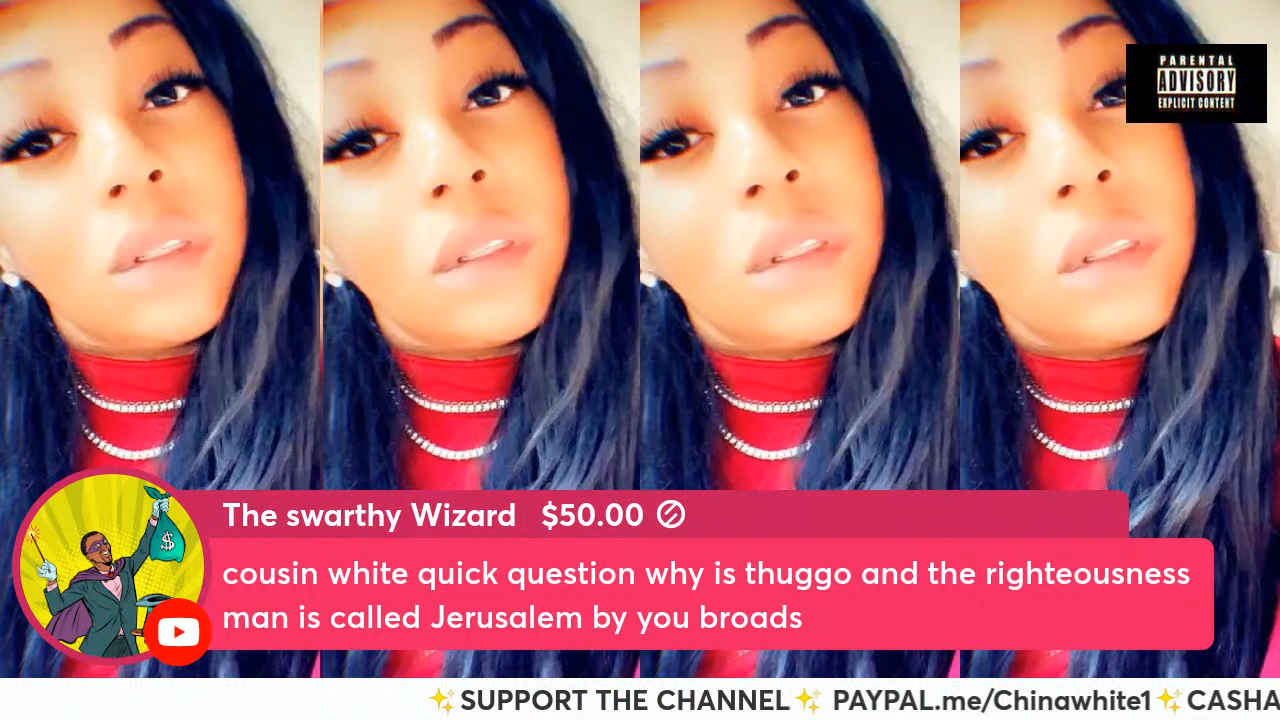 PARENTAL
ADVISORY
EXPLICIT CONTENT
The swarthy Wizard $50.00
cousin white quick question why is thuggo and the righteousness
man is called Jerusalem by you broads
$
✨SUPPORT THE CHANNEL✨ PAYPAL.me/Chinawhite1✨CASHA